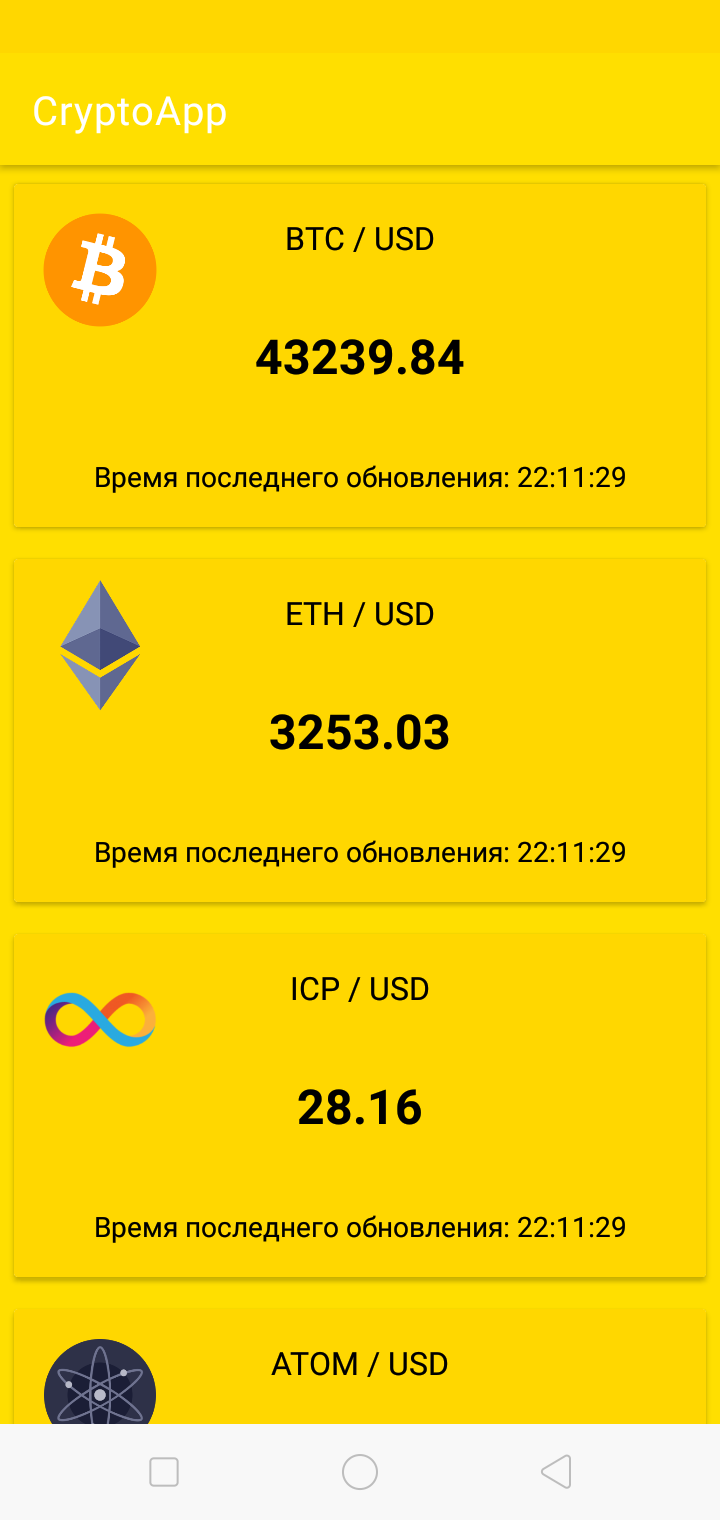 CryptoApp
BTC / USD
43239.84
Время последнего обновления: 22:11:29
ETH / USD
3253.03
Время последнего обновления: 22:11:29
ICP / USD
28.16
Время последнего обновления: 22:11:29
ATOM / USD